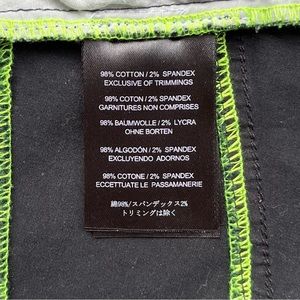 98% COTTON / 2% SPANDEX
EXCLUSIVE OF TRIMMINGS
98% COTON / 2% SPANDEX
GARNITURES NON COMPRISES
98% BAUMWOLLE / 2% LYCRA
OHNE BORTEN
98% ALGODÓN / 2% SPANDEX
EXCLUYENDO ADORNOS
98% COTONE / 2% SPANDEX
ECCETTUATE LE PASSAMANERIE
綿98%/スパンデックス2%
トリミングは除く